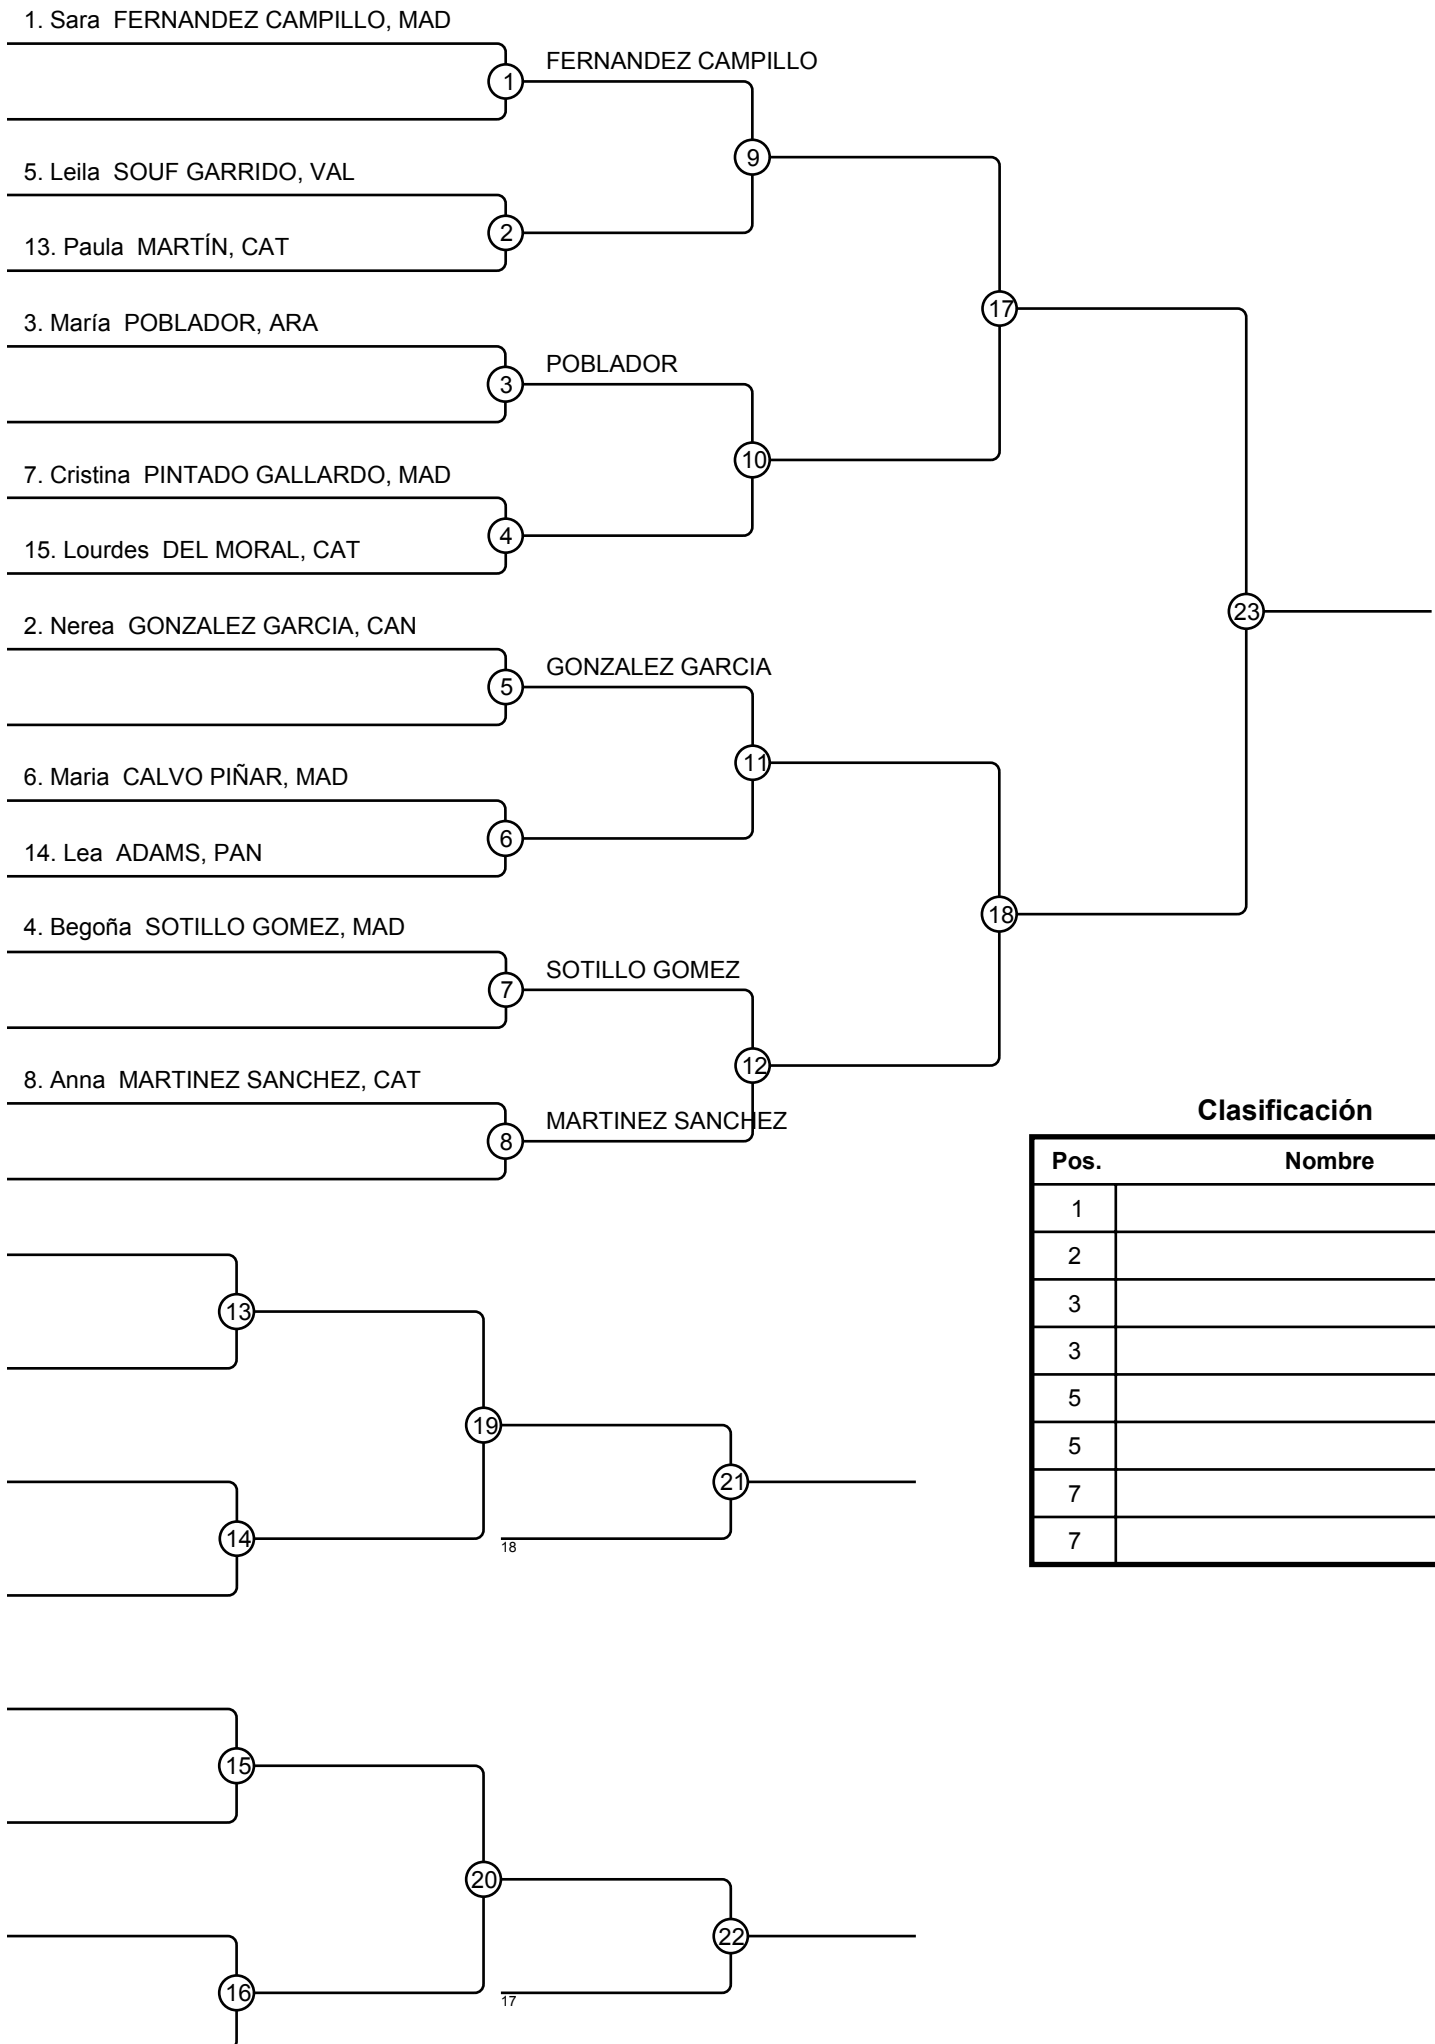 1. Sara  FERNANDEZ CAMPILLO, MAD
1
FERNANDEZ CAMPILLO
9
5. Leila  SOUF GARRIDO, VAL
2
13. Paula  MARTÍN, CAT
17
3. María  POBLADOR, ARA
3
POBLADOR
10
7. Cristina  PINTADO GALLARDO, MAD
4
15. Lourdes  DEL MORAL, CAT
23
2. Nerea  GONZALEZ GARCIA, CAN
5
GONZALEZ GARCIA
11
6. Maria  CALVO PIÑAR, MAD
6
14. Lea  ADAMS, PAN
18
4. Begoña  SOTILLO GOMEZ, MAD
7
SOTILLO GOMEZ
12
8. Anna  MARTINEZ SANCHEZ, CAT
8
MARTINEZ SANCHEZ
Clasificación
Pos. Nombre
1
2
3
3
5
5
7
7
13
19
21
14
18
15
20
22
16
17